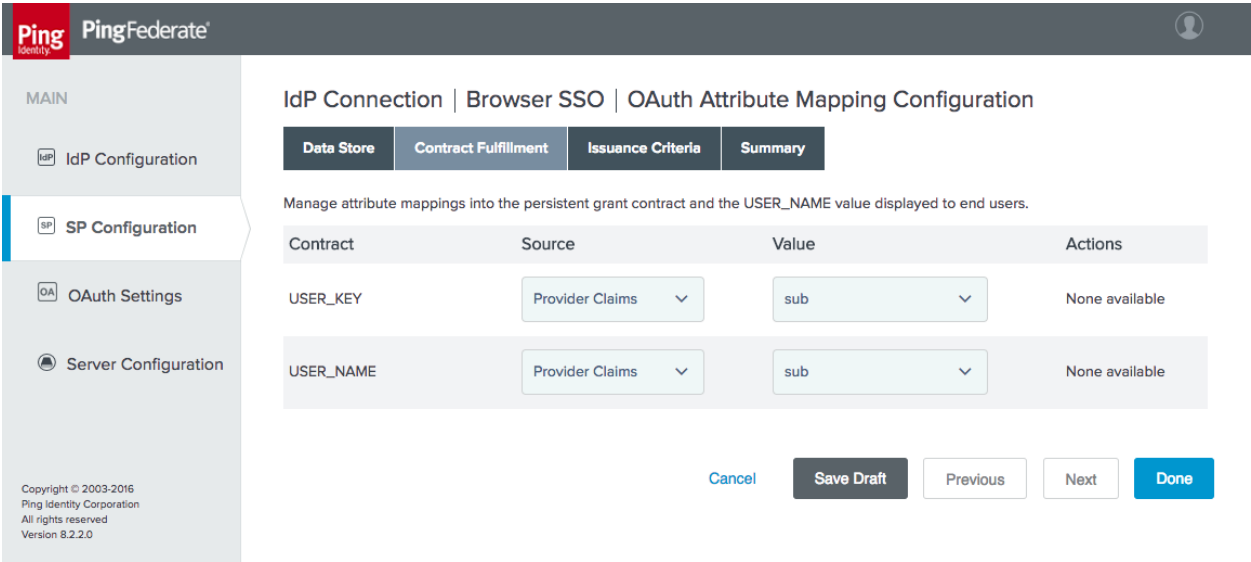 Ping
Identity
PingFederate
MAIN
IdP IdP Configuration
SP SP Configuration
OA OAuth Settings
Server Configuration
Copyright © 2003-2016
Ping Identity Corporation
All rights reserved
Version 8.2.2.0
IdP Connection | Browser SSO | OAuth Attribute Mapping Configuration
Data Store Contract Fulfillment Issuance Criteria Summary
Manage attribute mappings into the persistent grant contract and the USER_NAME value displayed to end users.
Contract Source Value Actions
USER_KEY Provider Claims sub None available
USER_NAME Provider Claims sub None available
Cancel Save Draft Previous Next Done